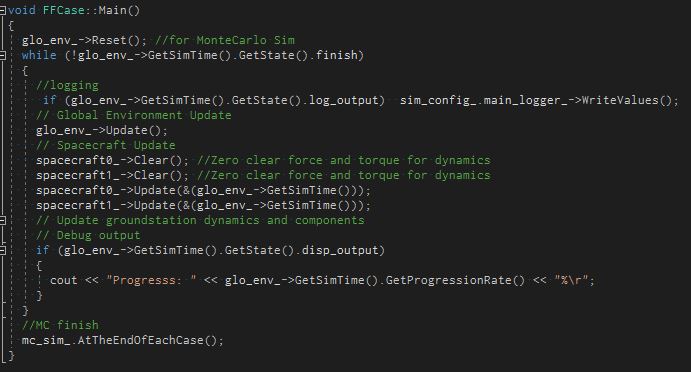 void FFCase::Main()
{
glo_env_->Reset(); //for MonteCarlo Sim
while (!glo_env_->GetSimTime().GetState().finish)
{
//logging
if (glo_env_->GetSimTime().GetState().log_output) sim_config_.main_logger_->WriteValues();
// Global Environment Update
glo_env_->Update();
// Spacecraft Update
spacecraft0_->Clear(); //Zero clear force and torque for dynamics
spacecraft1_->Clear(); //Zero clear force and torque for dynamics
spacecraft0_->Update(&(glo_env_->GetSimTime()));
spacecraft1_->Update(&(glo_env_->GetSimTime()));
// Update groundstation dynamics and components
// Debug output
if (glo_env_->GetSimTime().GetState().disp_output)
{
cout << "Progresss: " << glo_env_->GetSimTime().GetProgressionRate() << "%\r";
}
}
//MC finish
mc_sim_.AtTheEndOfEachCase();
}